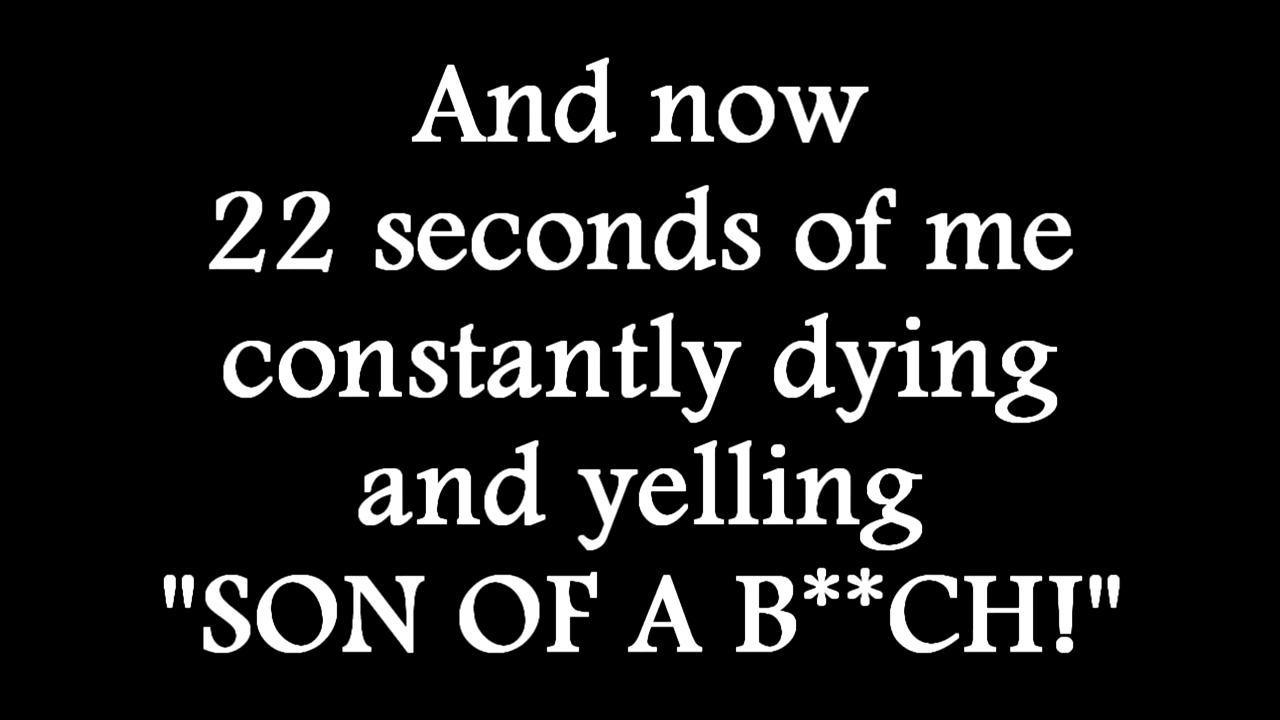 And now
22 seconds of me
constantly dying
and yelling
"SON OF A B**CH!"